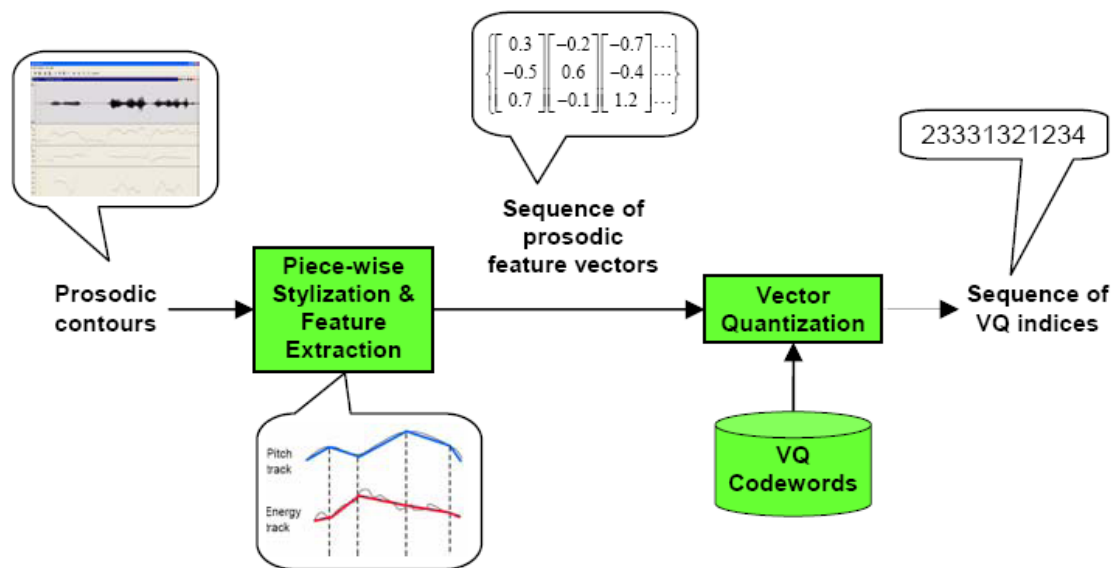 {[0.3 [-0.2 [-0.7 ...
-0.5 0.6 -0.4 ...
0.7] -0.1] 1.2] ...}
23331321234
Prosodic
contours
Piece-wise
Stylization &
Feature
Extraction
Sequence of
prosodic
feature vectors
Vector
Quantization
Sequence of
VQ indices
VQ
Codewords
Pitch
track
Energy
track